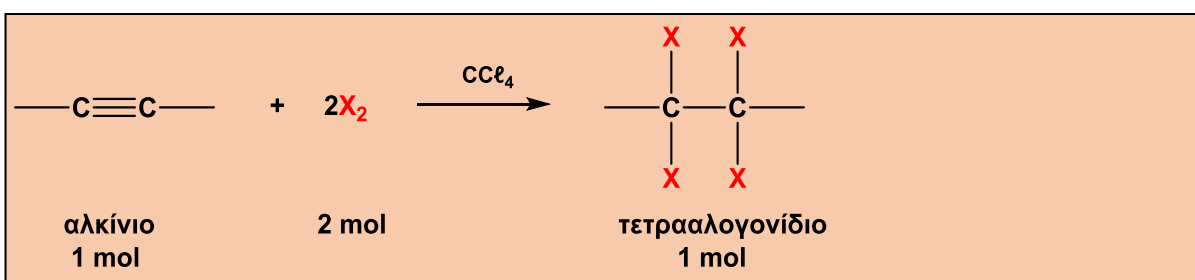 X X
CCℓ₄
C≡C + 2X₂ C C
X X
αλκίνιο 2 mol τετρααλογονίδιο
1 mol 1 mol